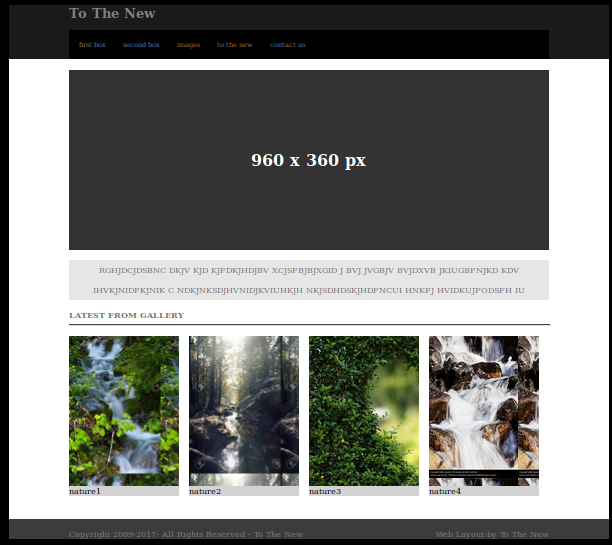 To The New
first box second box images to the new contact us
960 x 360 px
RGHJDCJDSBNC DKJV KJD KJFDKJHDJBV XCJSFBJBJXGID J BVJ JVGBJV BVJDXVB JKIUGBFNJKD KDV
IHVKJNIDFKJNIK C NDKJNKSDJHVNIDJKVIUHKJH NKJSDHDSKJHDFNCUI HNKFJ HVIDKUJFODSFH IU
LATEST FROM GALLERY
nature1 nature2 nature3 nature4
Copyright 2009-2017- All Rights Reserved - To The New Web Layout-by To The New